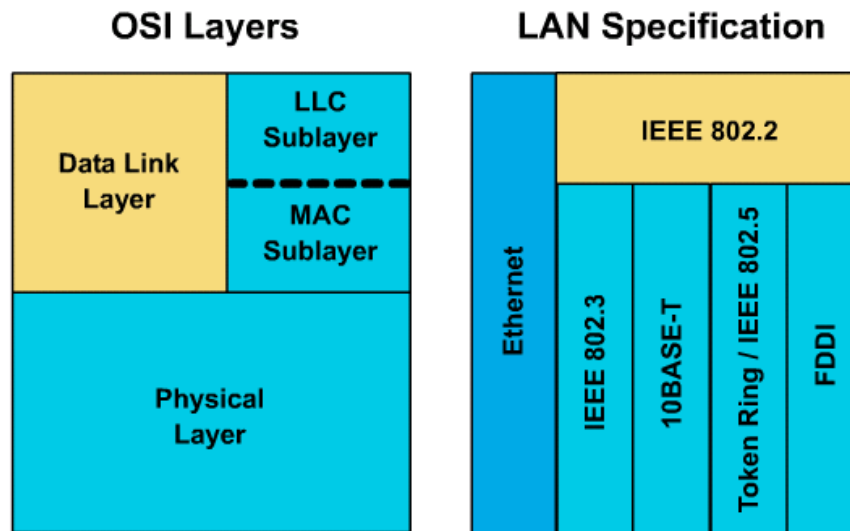 OSI Layers
LAN Specification
Data Link
Layer
LLC
Sublayer
MAC
Sublayer
Physical
Layer
Ethernet
IEEE 802.2
IEEE 802.3
10BASE-T
Token Ring / IEEE 802.5
FDDI